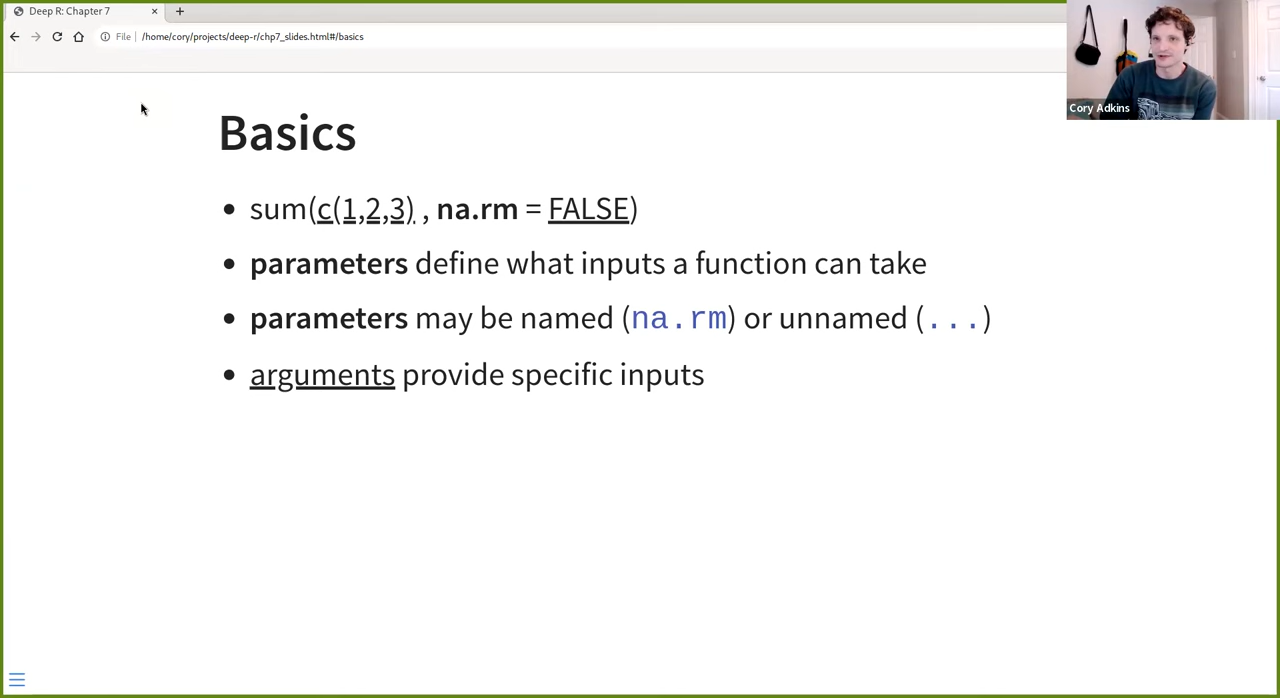 Deep R: Chapter 7
File /home/cory/projects/deep-r/chp7_slides.html#/basics
Cory Adkins
Basics
• sum(c(1,2,3) , na.rm = FALSE)
• parameters define what inputs a function can take
• parameters may be named (na.rm) or unnamed (...)
• arguments provide specific inputs